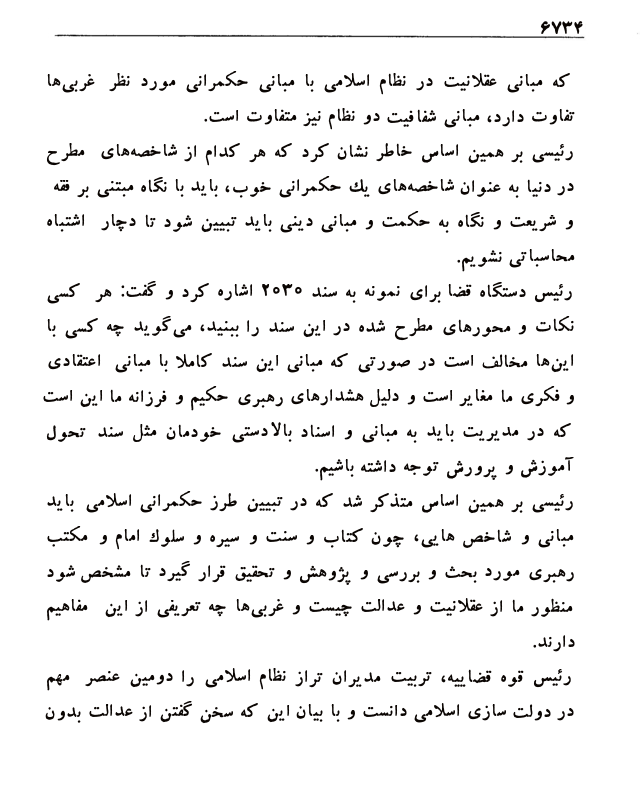 ۶۷۳۴
که مبانی عقلانیت در نظام اسلامی با مبانی حکمرانی مورد نظر غربی‌ها
تفاوت دارد، مبانی شفافیت دو نظام نیز متفاوت است.
رئیسی بر همین اساس خاطر نشان کرد که هر کدام از شاخصه‌های مطرح
در دنیا به عنوان شاخصه‌های یك حکمرانی خوب، باید با نگاه مبتنی بر فقه
و شریعت و نگاه به حکمت و مبانی دینی باید تبیین شود تا دچار اشتباه
محاسباتی نشویم.
رئیس دستگاه قضا برای نمونه به سند ۲۰۳۰ اشاره کرد و گفت: هر کسی
نکات و محورهای مطرح شده در این سند را ببنید، می‌گوید چه کسی با
این‌ها مخالف است در صورتی که مبانی این سند کاملا با مبانی اعتقادی
و فکری ما مغایر است و دلیل هشدارهای رهبری حکیم و فرزانه ما این است
که در مدیریت باید به مبانی و اسناد بالادستی خودمان مثل سند تحول
آموزش و پرورش توجه داشته باشیم.
رئیسی بر همین اساس متذکر شد که در تبیین طرز حکمرانی اسلامی باید
مبانی و شاخص هایی، چون کتاب و سنت و سیره و سلوك امام و مکتب
رهبری مورد بحث و بررسی و پژوهش و تحقیق قرار گیرد تا مشخص شود
منظور ما از عقلانیت و عدالت چیست و غربی‌ها چه تعریفی از این مفاهیم
دارند.
رئیس قوه قضاییه، تربیت مدیران تراز نظام اسلامی را دومین عنصر مهم
در دولت سازی اسلامی دانست و با بیان این که سخن گفتن از عدالت بدون